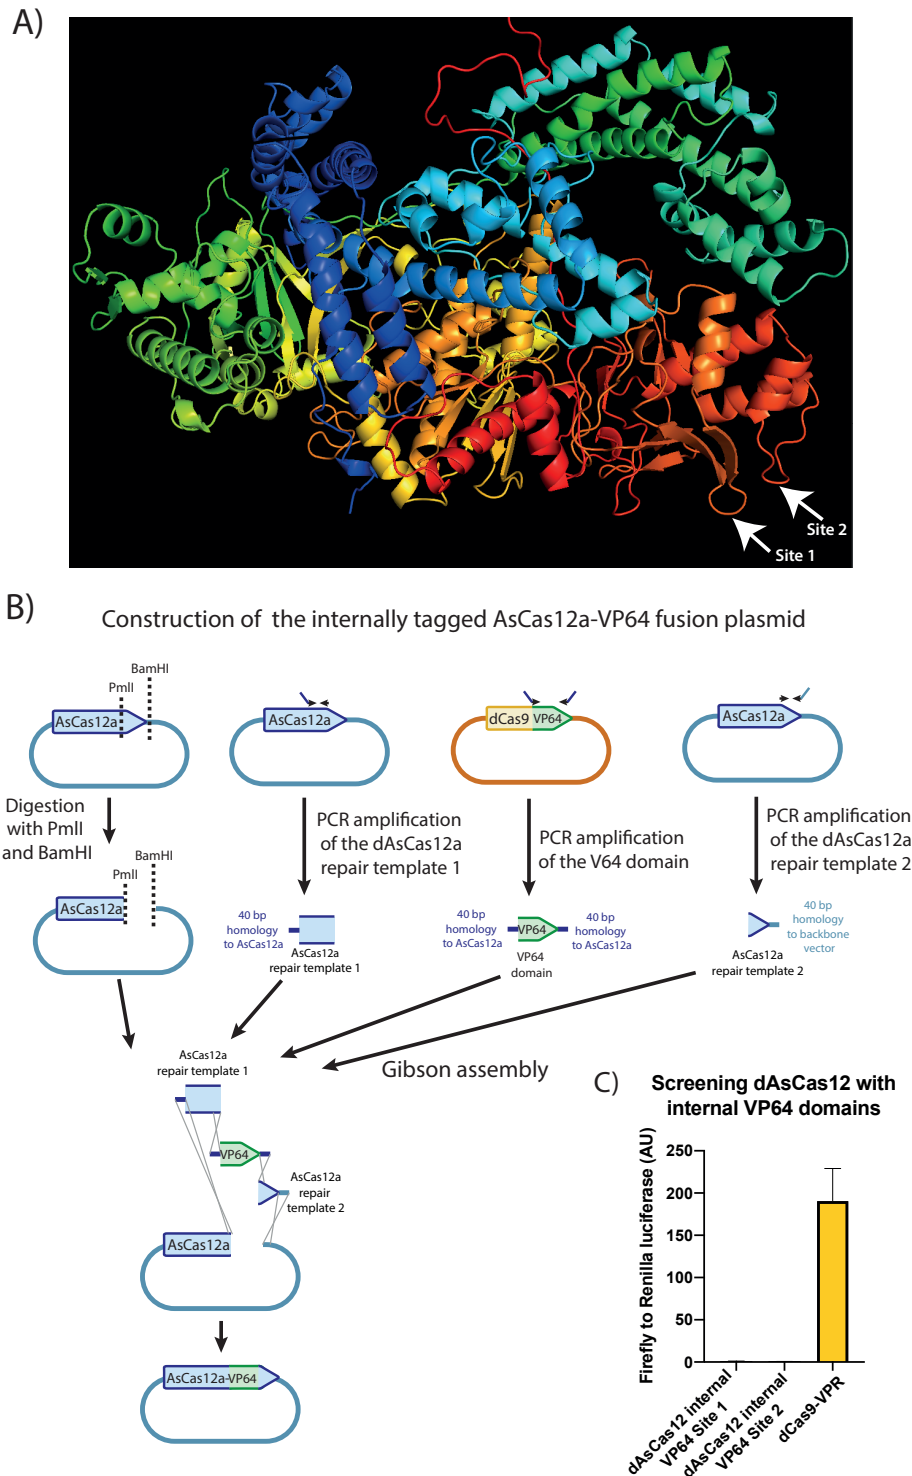 A)
Site 2
Site 1
B)
Construction of the internally tagged AsCas12a-VP64 fusion plasmid
BamHI
PmlI
AsCas12a
AsCas12a
dCas9 VP64
AsCas12a
Digestion
with PmlI
and BamHI
PCR amplification
of the dAsCas12a
repair template 1
PCR amplification
of the V64 domain
PCR amplification
of the dAsCas12a
repair template 2
BamHI
PmlI
AsCas12a
40 bp
homology
to AsCas12a
AsCas12a
repair template 1
40 bp
homology
to AsCas12a
VP64
VP64
domain
40 bp
homology
to AsCas12a
40 bp
homology
to backbone
vector
AsCas12a
repair template 2
Gibson assembly
AsCas12a
repair template 1
VP64
AsCas12a
repair
template 2
AsCas12a
AsCas12a-VP64
C)
Screening dAsCas12 with
internal VP64 domains
Firefly to Renilla luciferase (AU)
250
200
150
100
50
0
dAsCas12 internal
VP64 Site 1
dAsCas12 internal
VP64 Site 2
dCas9-VPR